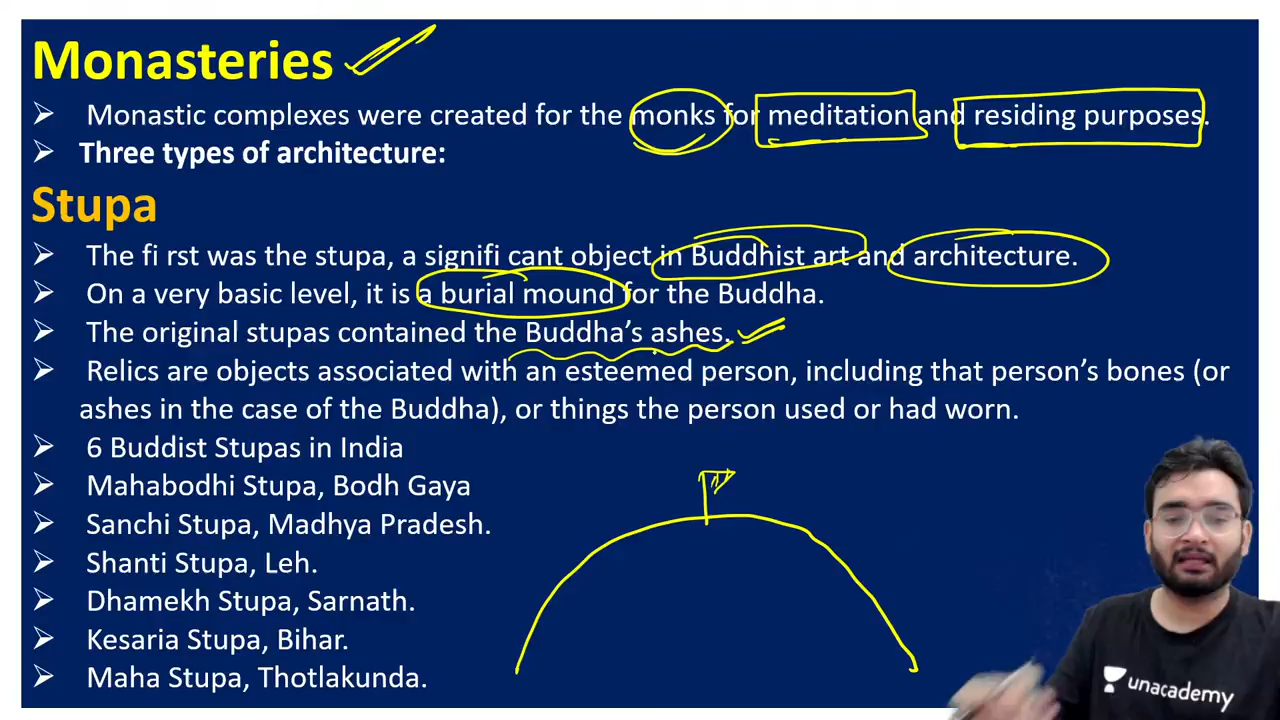 Monasteries
➢ Monastic complexes were created for the monks for meditation and residing purposes.
➢ Three types of architecture:
Stupa
➢ The fi rst was the stupa, a signifi cant object in Buddhist art and architecture.
➢ On a very basic level, it is a burial mound for the Buddha.
➢ The original stupas contained the Buddha's ashes.
➢ Relics are objects associated with an esteemed person, including that person's bones (or
ashes in the case of the Buddha), or things the person used or had worn.
➢ 6 Buddist Stupas in India
➢ Mahabodhi Stupa, Bodh Gaya
➢ Sanchi Stupa, Madhya Pradesh.
➢ Shanti Stupa, Leh.
➢ Dhamekh Stupa, Sarnath.
➢ Kesaria Stupa, Bihar.
➢ Maha Stupa, Thotlakunda.
unacademy